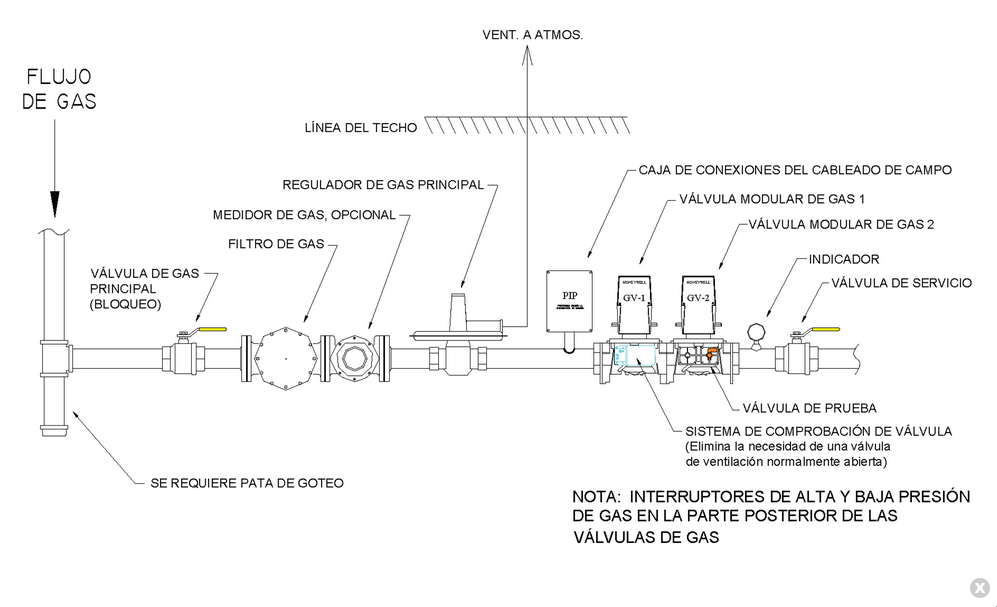 VENT. A ATMOS.
FLUJO
DE GAS
LÍNEA DEL TECHO
CAJA DE CONEXIONES DEL CABLEADO DE CAMPO
REGULADOR DE GAS PRINCIPAL
VÁLVULA MODULAR DE GAS 1
MEDIDOR DE GAS, OPCIONAL
VÁLVULA MODULAR DE GAS 2
FILTRO DE GAS
INDICADOR
VÁLVULA DE GAS
PRINCIPAL
(BLOQUEO)
VÁLVULA DE SERVICIO
HONEYWELL
HONEYWELL
PIP
GV-1
GV-2
VÁLVULA DE PRUEBA
SISTEMA DE COMPROBACIÓN DE VÁLVULA
(Elimina la necesidad de una válvula
de ventilación normalmente abierta)
SE REQUIERE PATA DE GOTEO
NOTA: INTERRUPTORES DE ALTA Y BAJA PRESIÓN
DE GAS EN LA PARTE POSTERIOR DE LAS
VÁLVULAS DE GAS
X